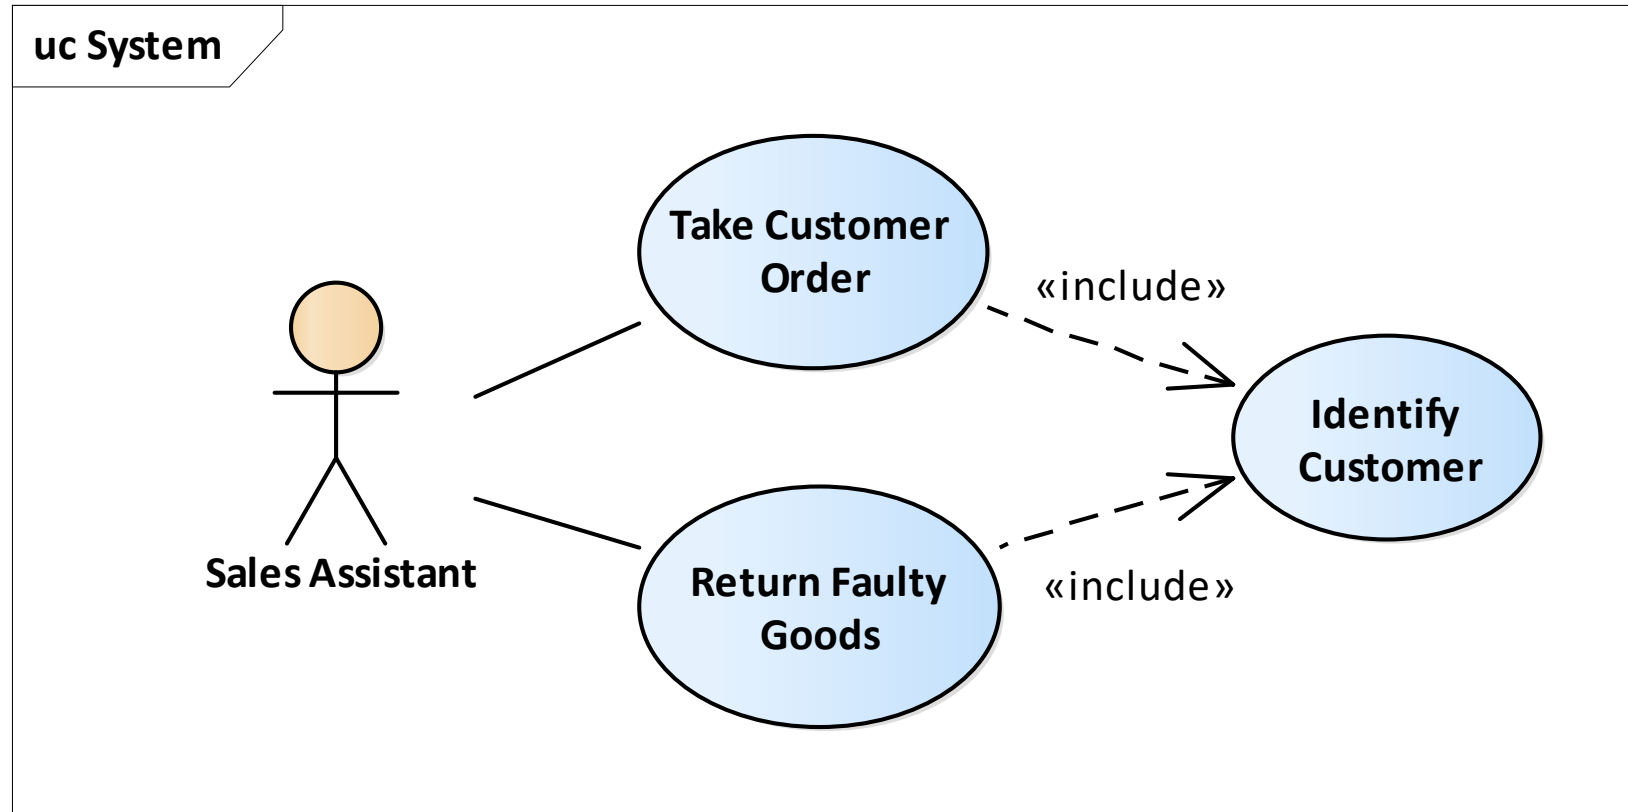 uc System
Take Customer
Order
«include»
Identify
Customer
Sales Assistant
Return Faulty
Goods
«include»